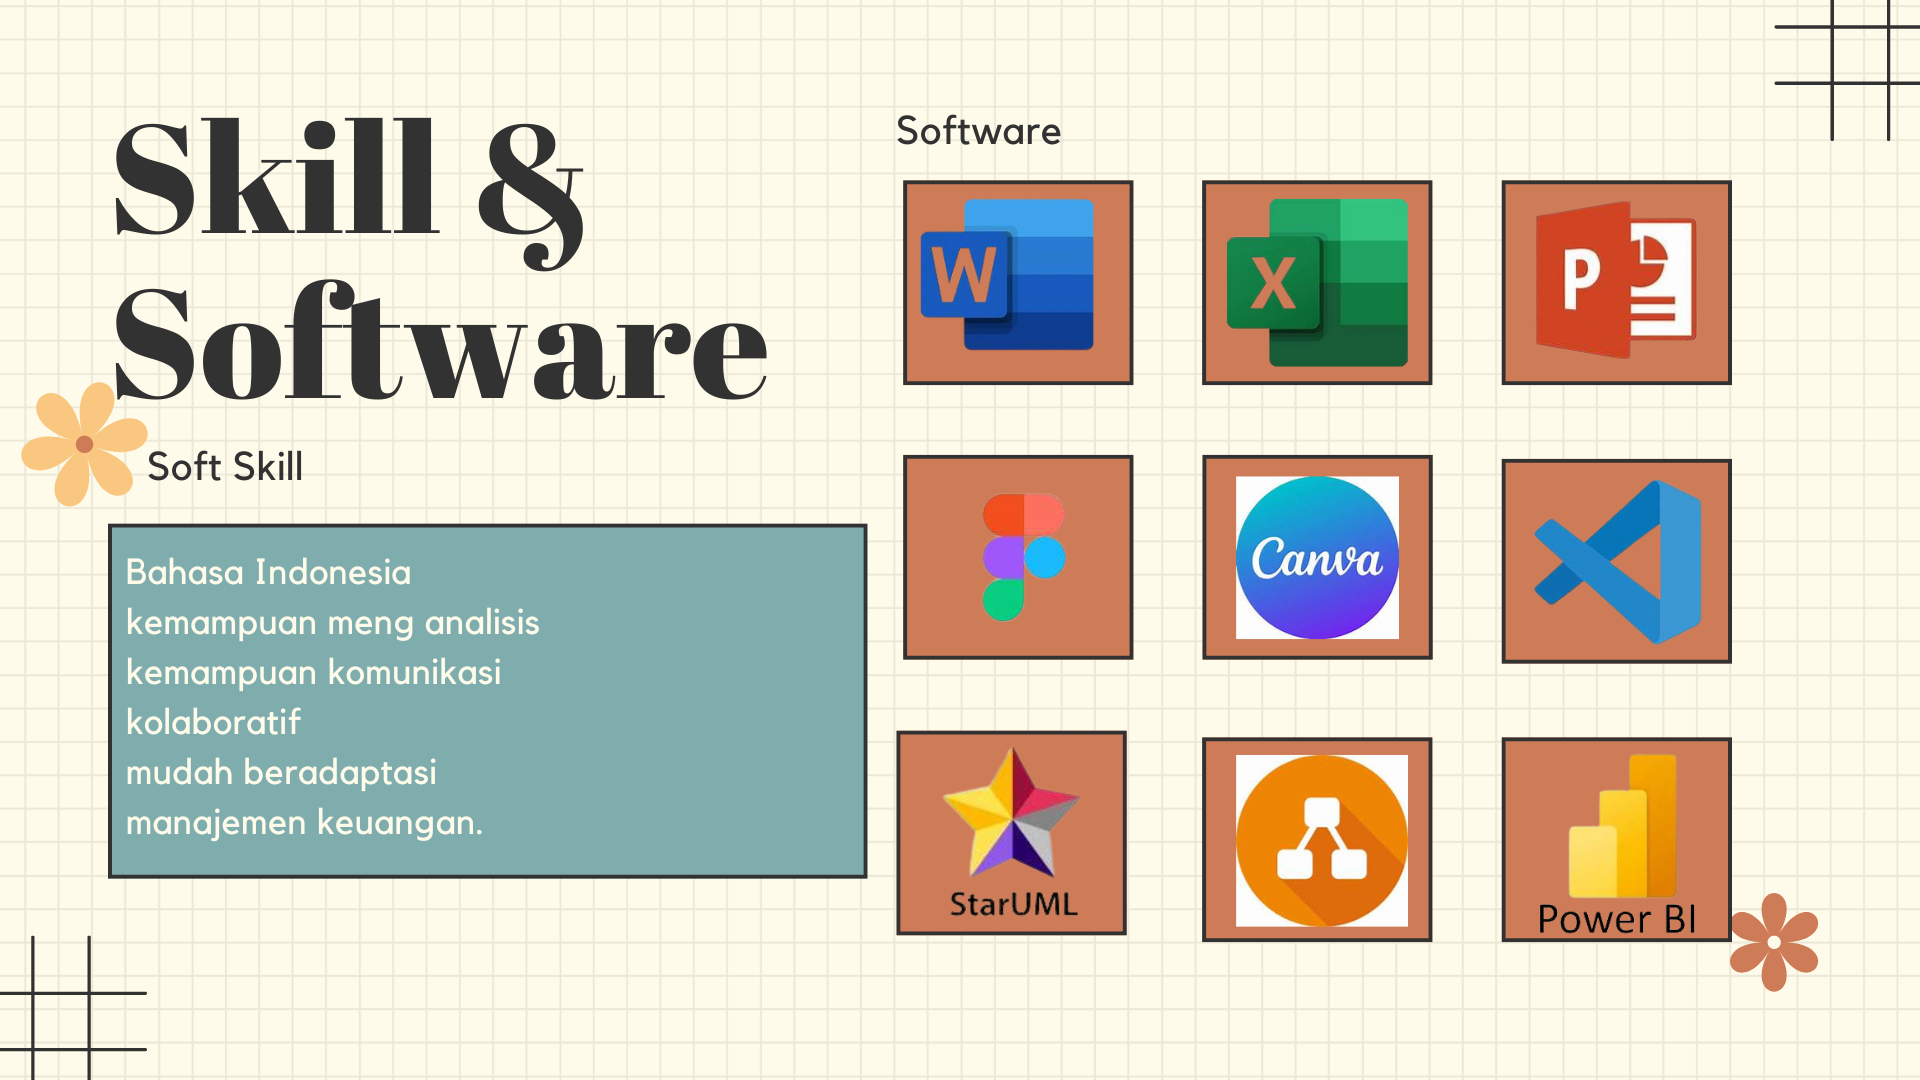 Skill &
Software
Soft Skill
Bahasa Indonesia
kemampuan meng analisis
kemampuan komunikasi
kolaboratif
mudah beradaptasi
manajemen keuangan.
Software
W
X
P
Canva
StarUML
Power BI